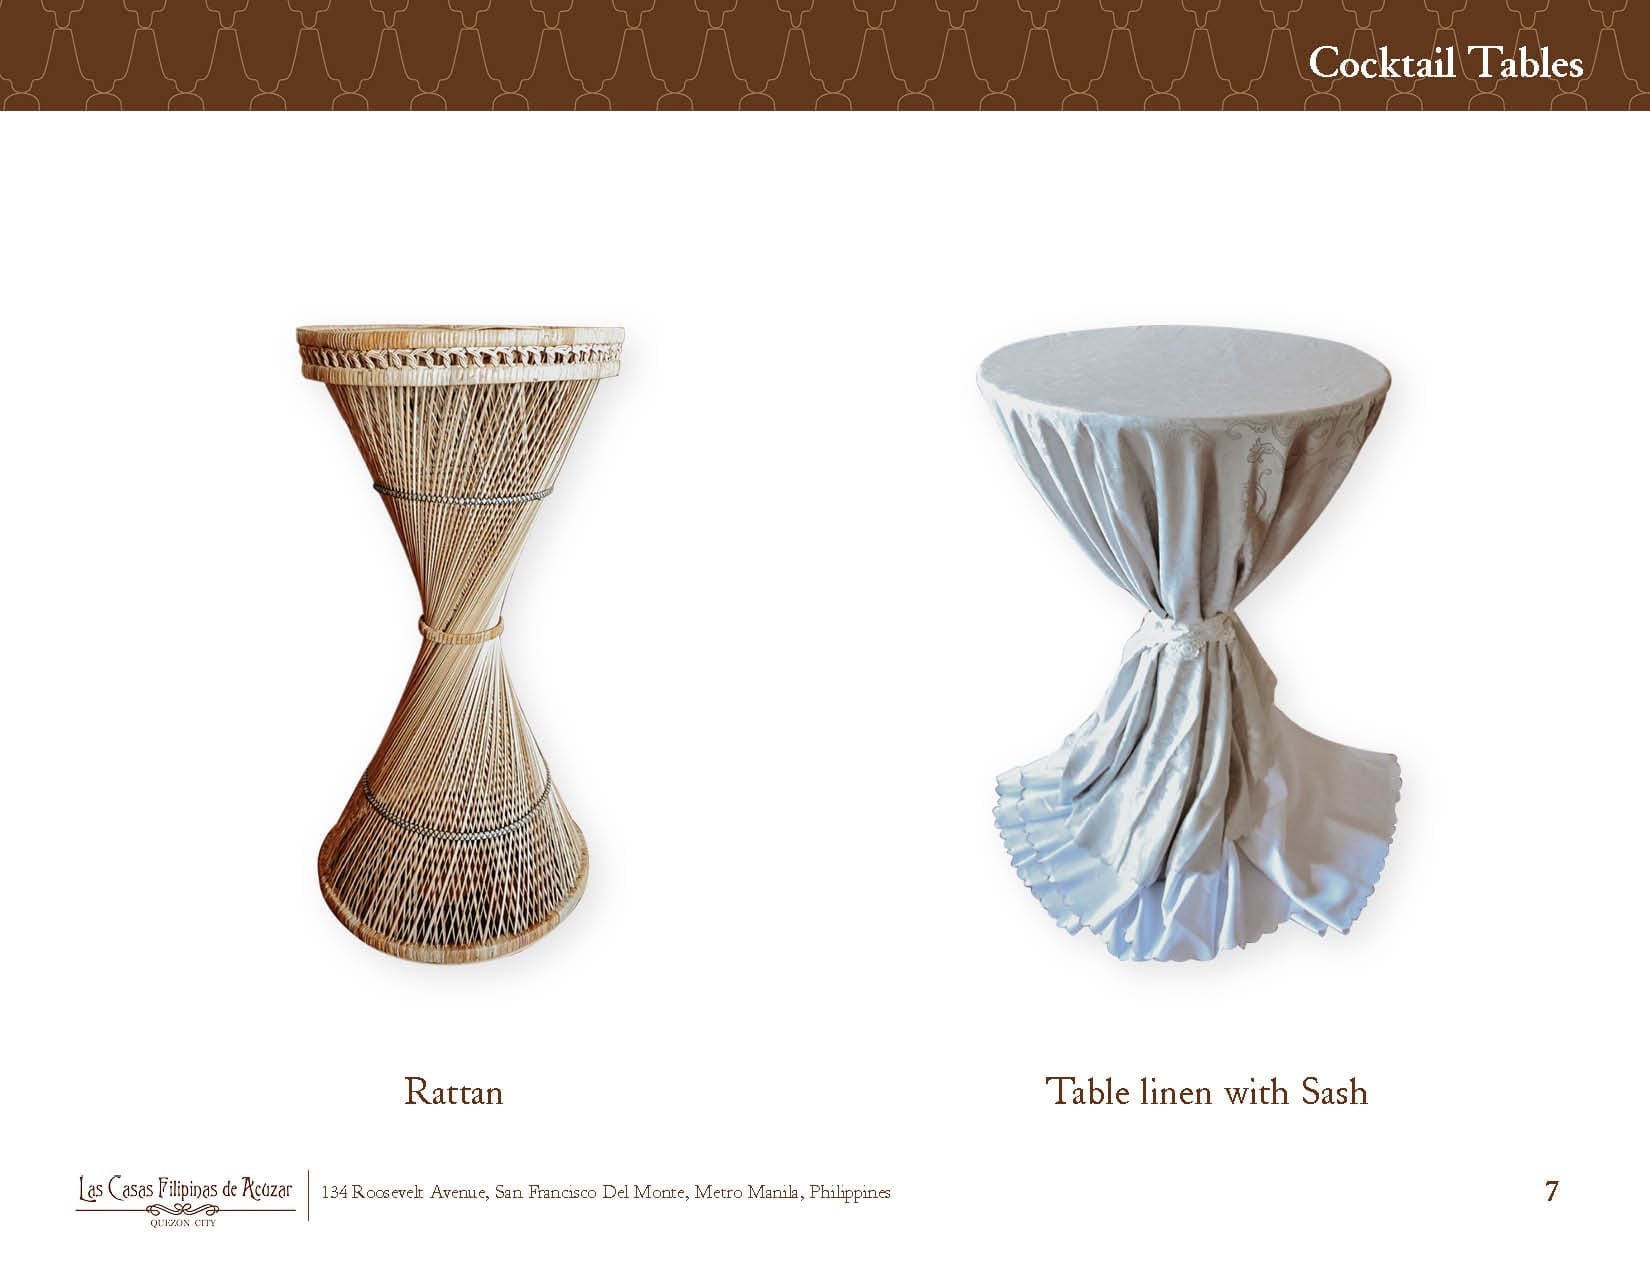 Cocktail Tables
Rattan
Table linen with Sash
Las Casas Filipinas de Acuzar
QUEZON CITY
134 Roosevelt Avenue, San Francisco Del Monte, Metro Manila, Philippines
7